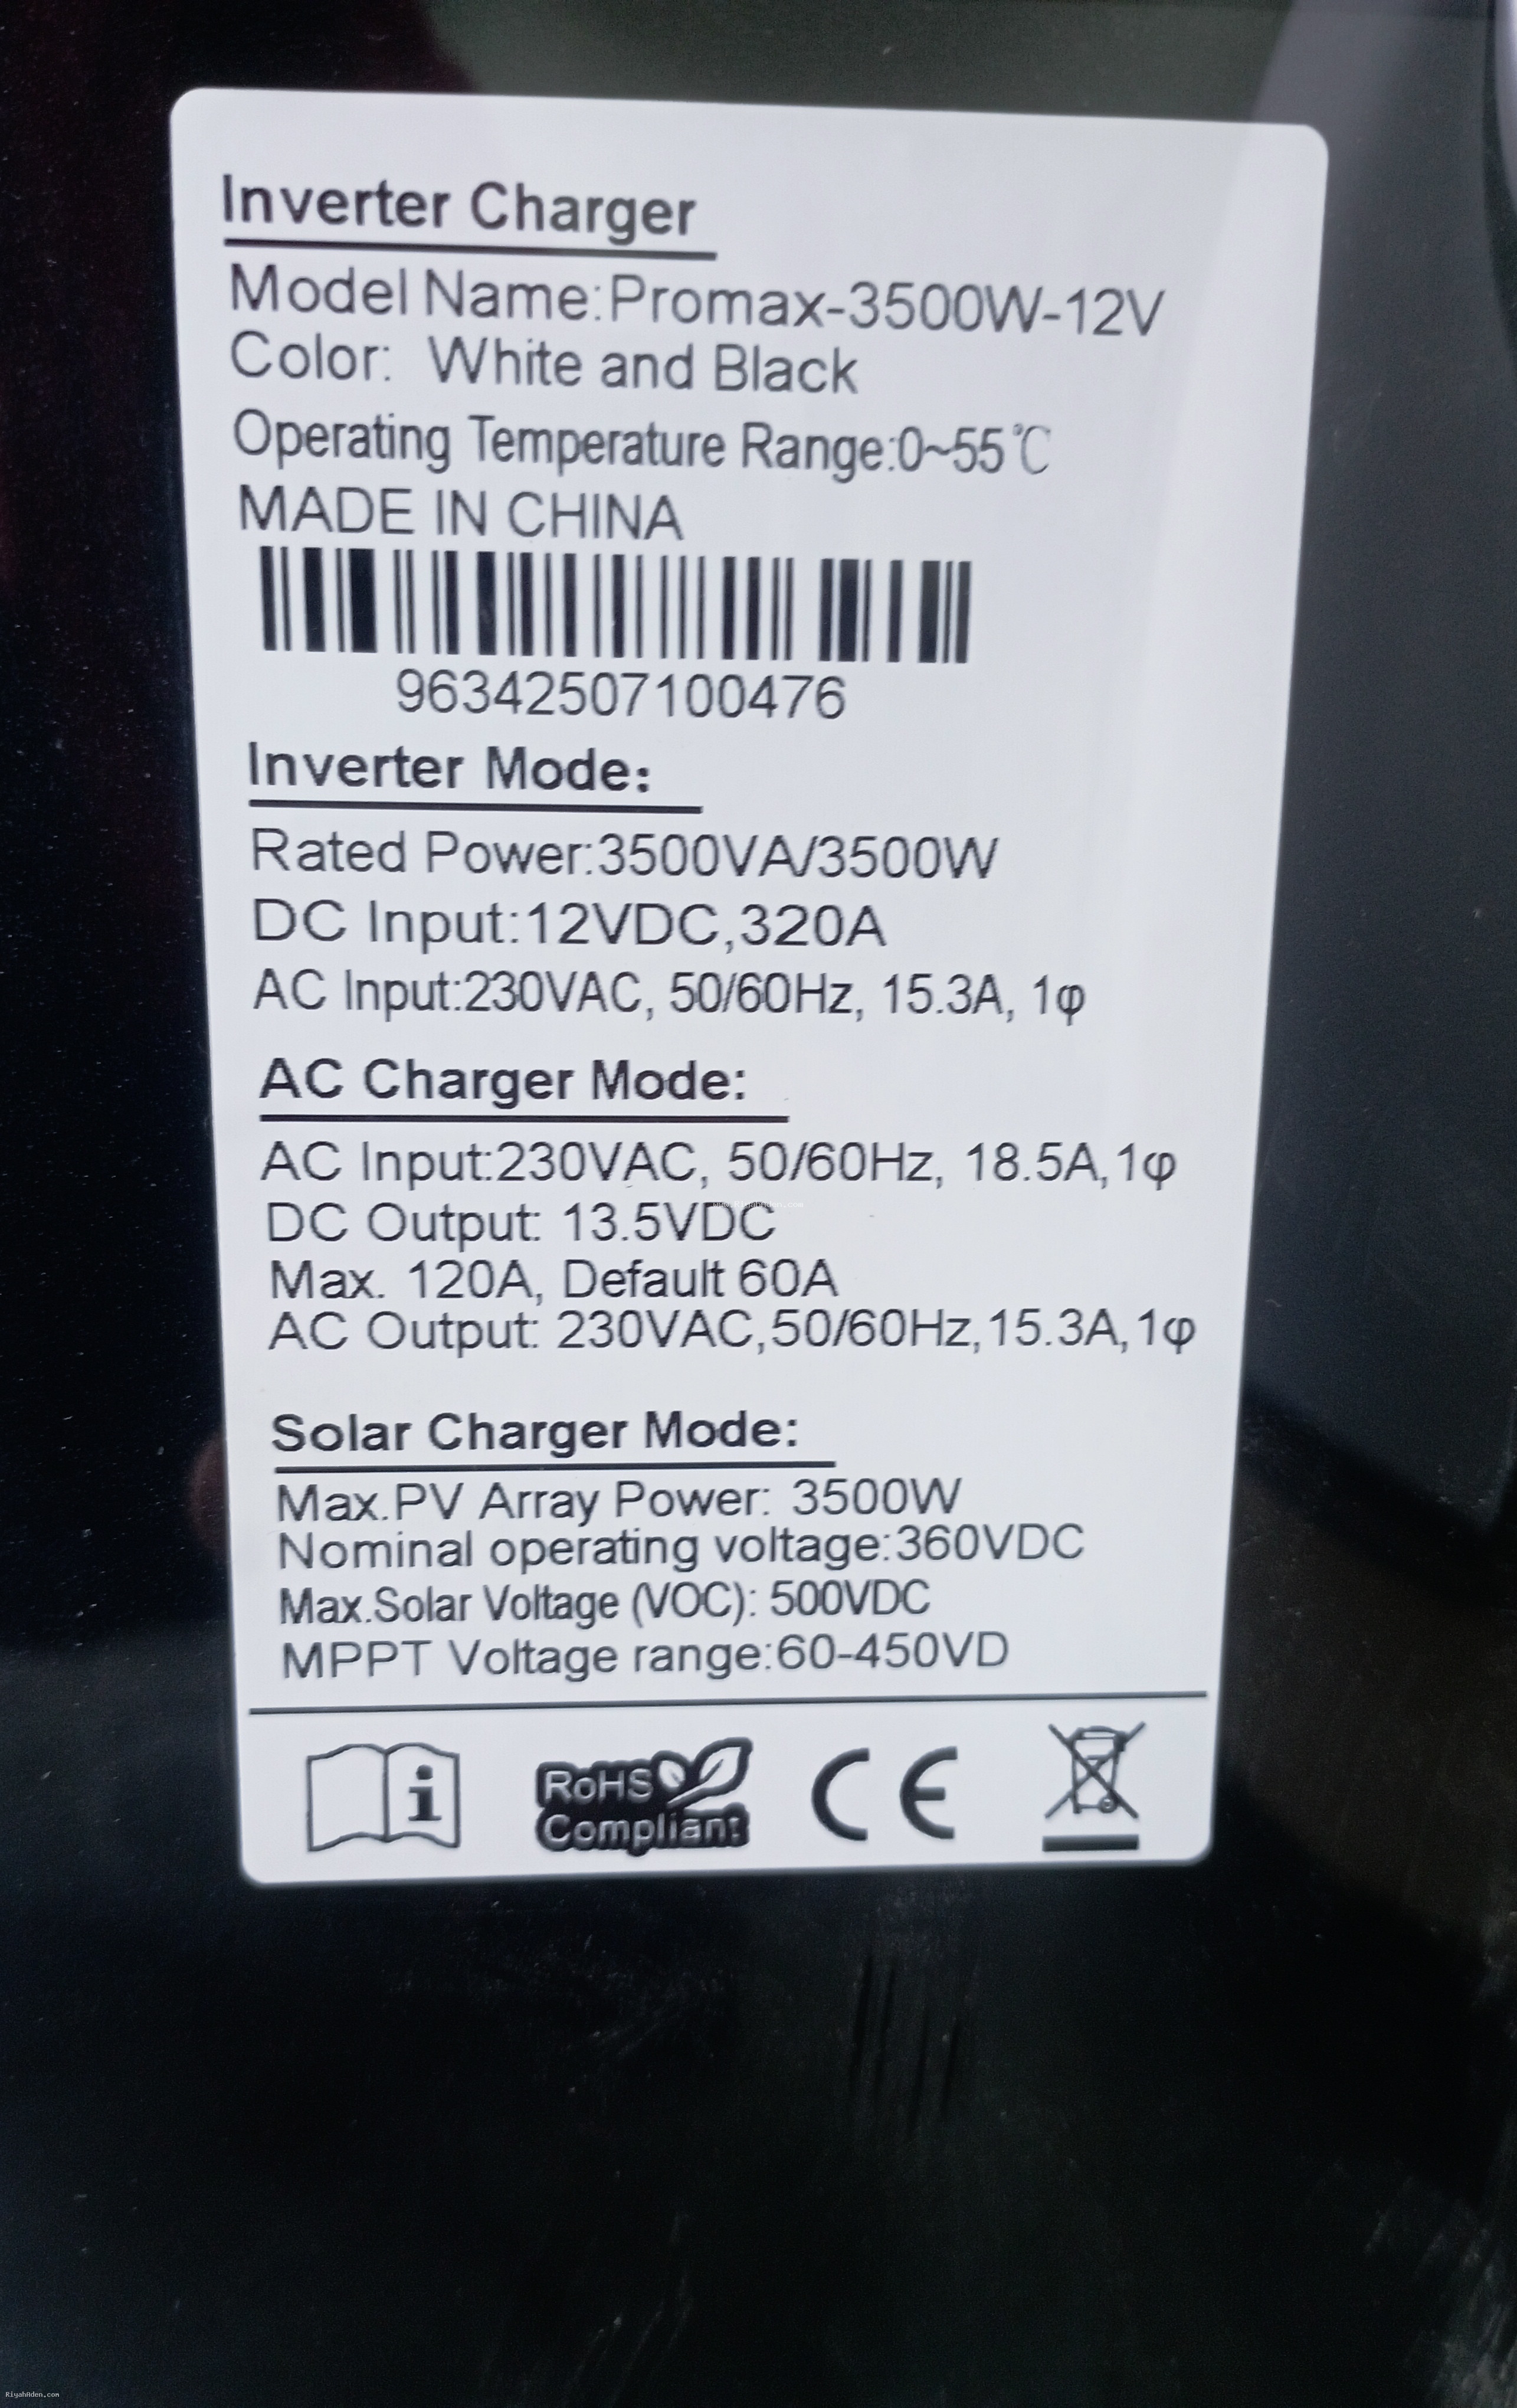 Inverter Charger
Model Name:Promax-3500W-12V
Color: White and Black
Operating Temperature Range:0~55℃
MADE IN CHINA
96342507100476
Inverter Mode:
Rated Power:3500VA/3500W
DC Input:12VDC,320A
AC Input:230VAC, 50/60Hz, 15.3A, 1φ
AC Charger Mode:
AC Input:230VAC, 50/60Hz, 18.5A,1φ
DC Output: 13.5VDC
Max. 120A, Default 60A
AC Output: 230VAC,50/60Hz,15.3A,1φ
Solar Charger Mode:
Max.PV Array Power: 3500W
Nominal operating voltage:360VDC
Max.Solar Voltage (VOC): 500VDC
MPPT Voltage range:60-450VD
i
RoHS
Compliant
CE
RiyahAden.com